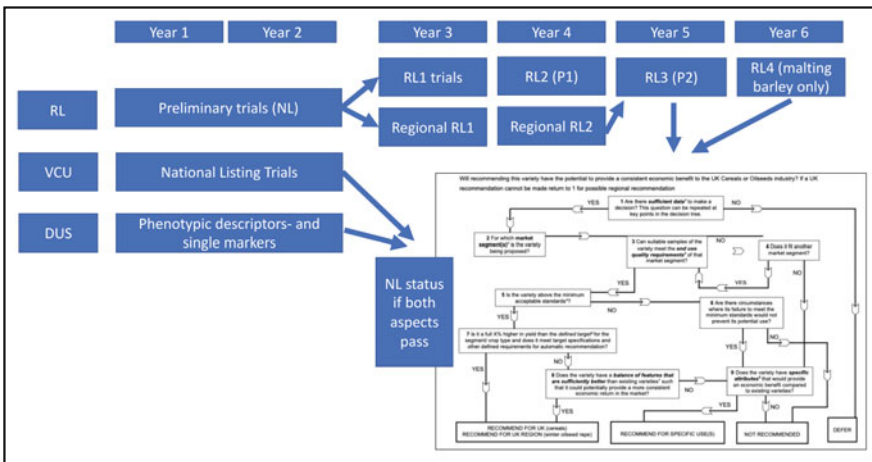 Year 1
Year 2
Year 3
Year 4
Year 5
Year 6
RL
Preliminary trials (NL)
RL1 trials
RL2 (P1)
RL3 (P2)
RL4 (malting
barley only)
Regional RL1
Regional RL2
VCU
National Listing Trials
DUS
Phenotypic descriptors- and
single markers
NL status
if both
aspects
pass
Will recommending this variety have the potential to provide a consistent economic benefit to the UK Cereals or Oilseeds industry? If a UK
recommendation cannot be made return to 1 for possible regional recommendation
YES
1 Are there sufficient data to make
a decision? This question can be repeated at
key points in the decision tree.
NO
2 For which market
segment(s) is the variety
being proposed?
3 Can suitable samples of the
variety meet the end use
quality requirements of
that market segment?
NO
4 Does it fit another
market segment?
YES
YES
NO
5 Is the variety above the minimum
acceptable standards?
NO
6 Are there circumstances
where its failure to meet the
minimum standards would not
prevent its potential use?
YES
7 Is it a full 4% higher in yield than the defined target for the
segment/ crop type and does it meet target specifications and
other defined requirements for automatic recommendation?
YES
NO
YES
NO
8 Does the variety have a balance of features that
are sufficiently better than existing varieties such
that it could potentially provide a more consistent
economic return in the market?
NO
9 Does the variety have specific
attributes that would provide
an economic benefit compared
to existing varieties?
YES
YES
NO
RECOMMEND FOR UK (cereals)
RECOMMEND FOR UK REGION (winter oilseed rape)
RECOMMEND FOR SPECIFIC USE(S)
NOT RECOMMENDED
DEFER